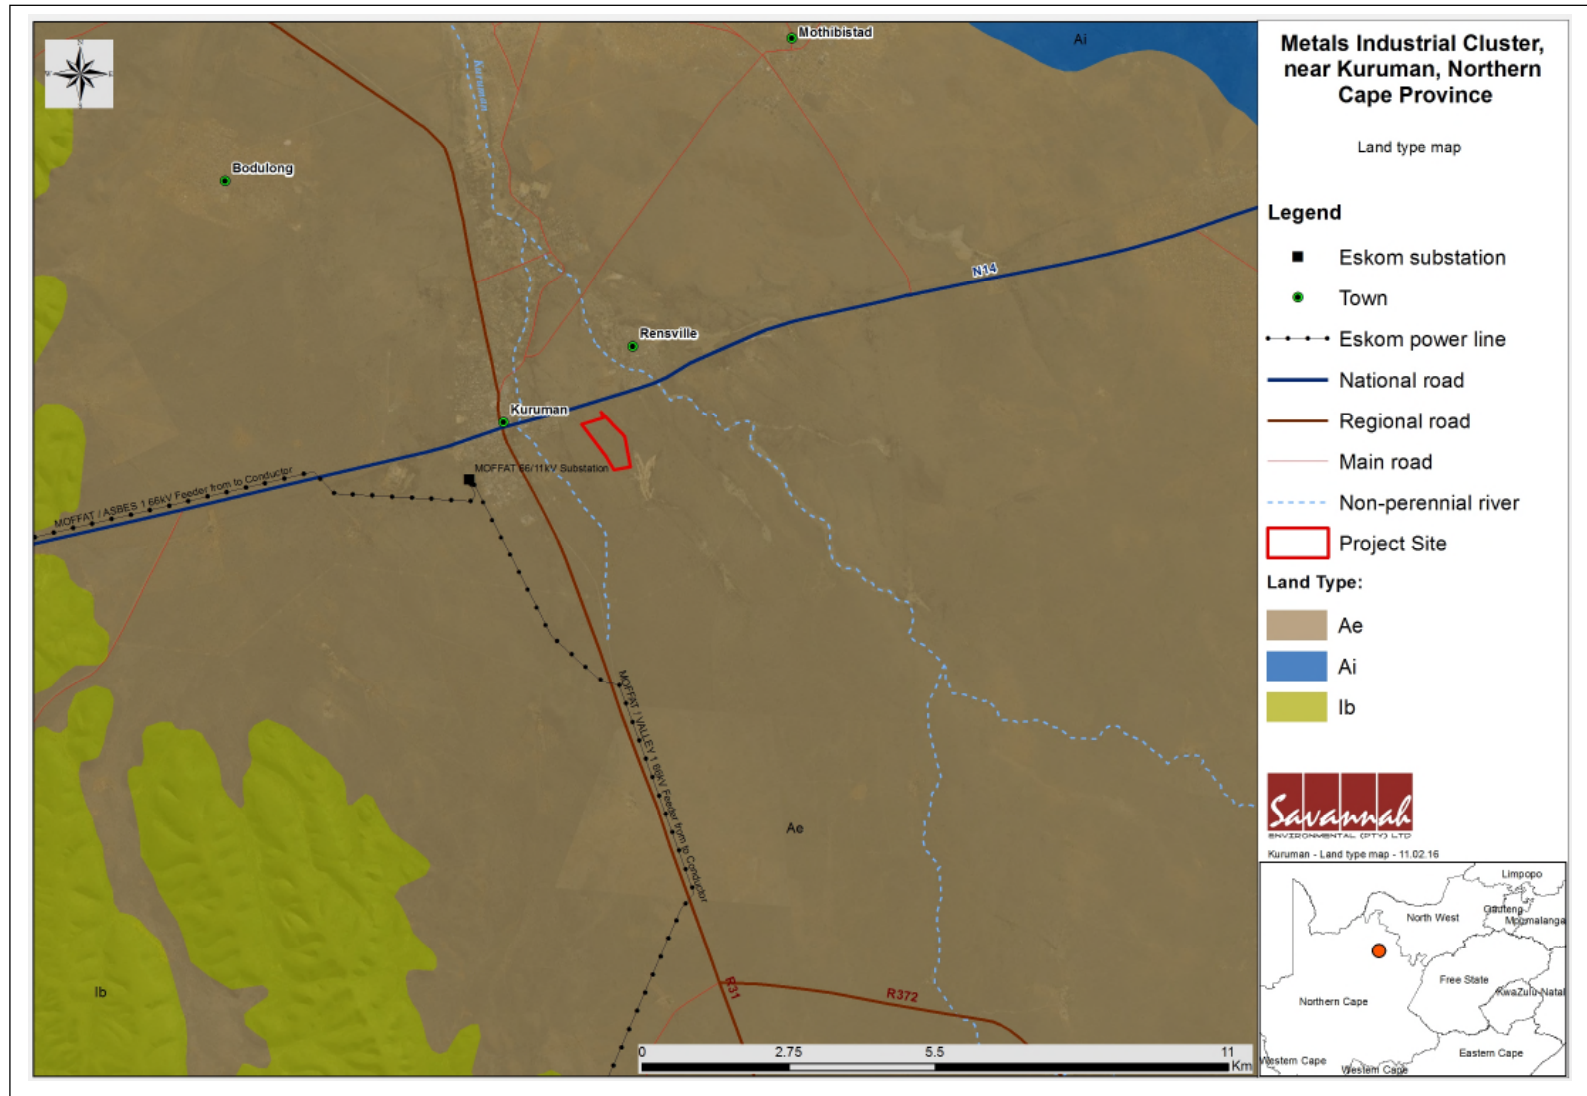 Mothibistad
Ai
Kuruman
Bodulong
N14
Rensville
Kuruman
MOFFAT 66/11kV Substation
MOFFAT / ASBES 1 66kV Feeder from to Conductor
MOFFAT / VALLEY 1 66kV Feeder from to Conductor
Ae
Ib
R31
R372
0 2.75 5.5 11
Km
N
W E
S
Metals Industrial Cluster,
near Kuruman, Northern
Cape Province
Land type map
Legend
Eskom substation
Town
Eskom power line
National road
Regional road
Main road
Non-perennial river
Project Site
Land Type:
Ae
Ai
Ib
Savannah
ENVIRONMENTAL (PTY) LTD
Kuruman - Land type map - 11.02.16
Limpopo
Gauteng
North West
Mpumalanga
Free State
KwaZulu-Natal
Northern Cape
Eastern Cape
Western Cape
Western Cape